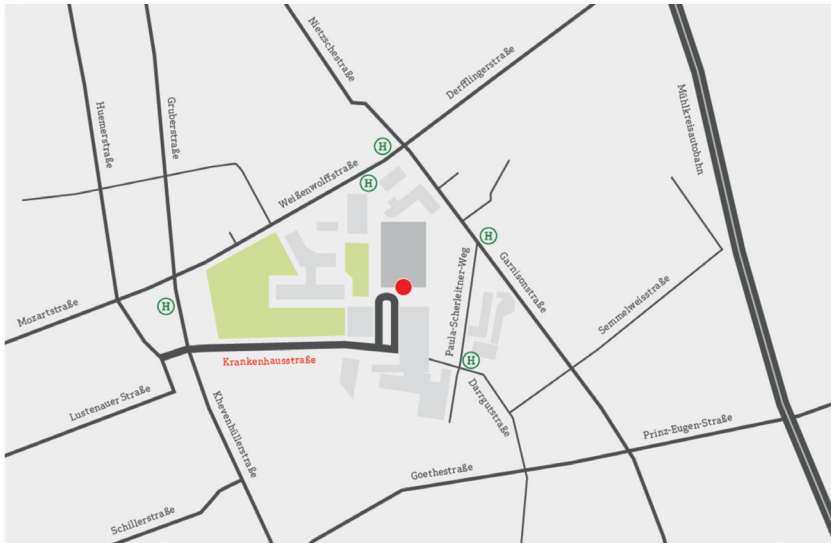 Nietzschestraße
Derfflingerstraße
Huemerstraße
Gruberstraße
Mühlkreisautobahn
H
Weißenwolffstraße
H
H
Paula-Scherleitner-Weg
Garnisonstraße
Mozartstraße
H
Semmelweisstraße
H
Krankenhausstraße
Lustenauer Straße
Khevenhüllerstraße
Darrgutstraße
Prinz-Eugen-Straße
Goethestraße
Schillerstraße